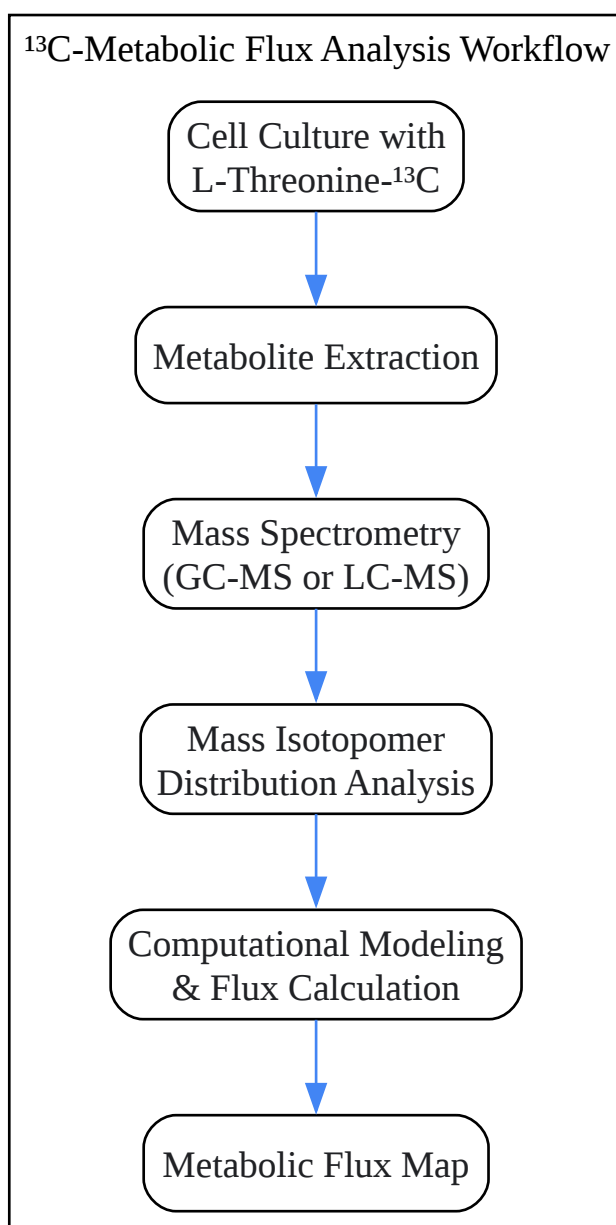 ¹³C-Metabolic Flux Analysis Workflow
Cell Culture with
L-Threonine-¹³C
Metabolite Extraction
Mass Spectrometry
(GC-MS or LC-MS)
Mass Isotopomer
Distribution Analysis
Computational Modeling
& Flux Calculation
Metabolic Flux Map